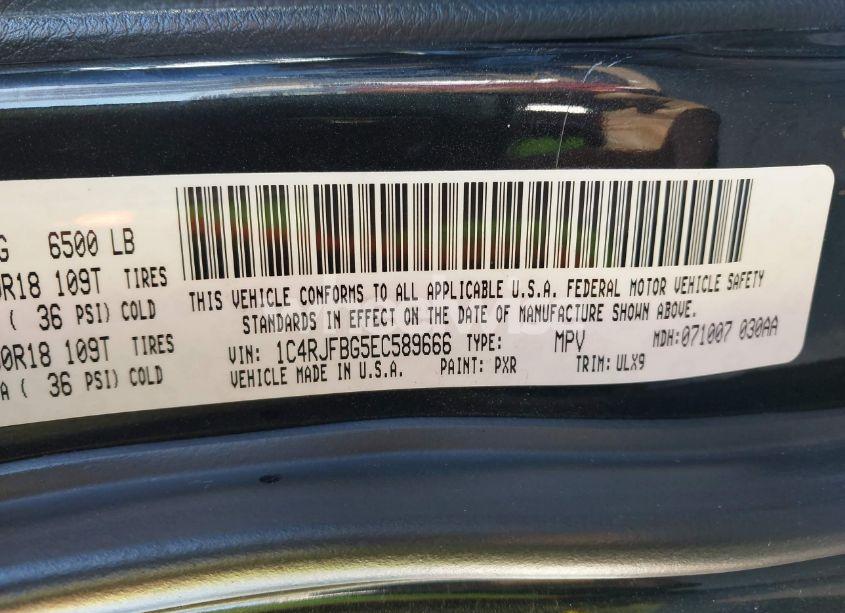 G 6500 LB
0R18 109T TIRES
( 36 PSI) COLD
0R18 109T TIRES
A ( 36 PSI) COLD
THIS VEHICLE CONFORMS TO ALL APPLICABLE U.S.A. FEDERAL MOTOR VEHICLE SAFETY
STANDARDS IN EFFECT ON THE DATE OF MANUFACTURE SHOWN ABOVE.
VIN: 1C4RJFBG5EC589666 TYPE: MPV MDH: 071007 030AA
VEHICLE MADE IN U.S.A. PAINT: PXR TRIM: ULX9